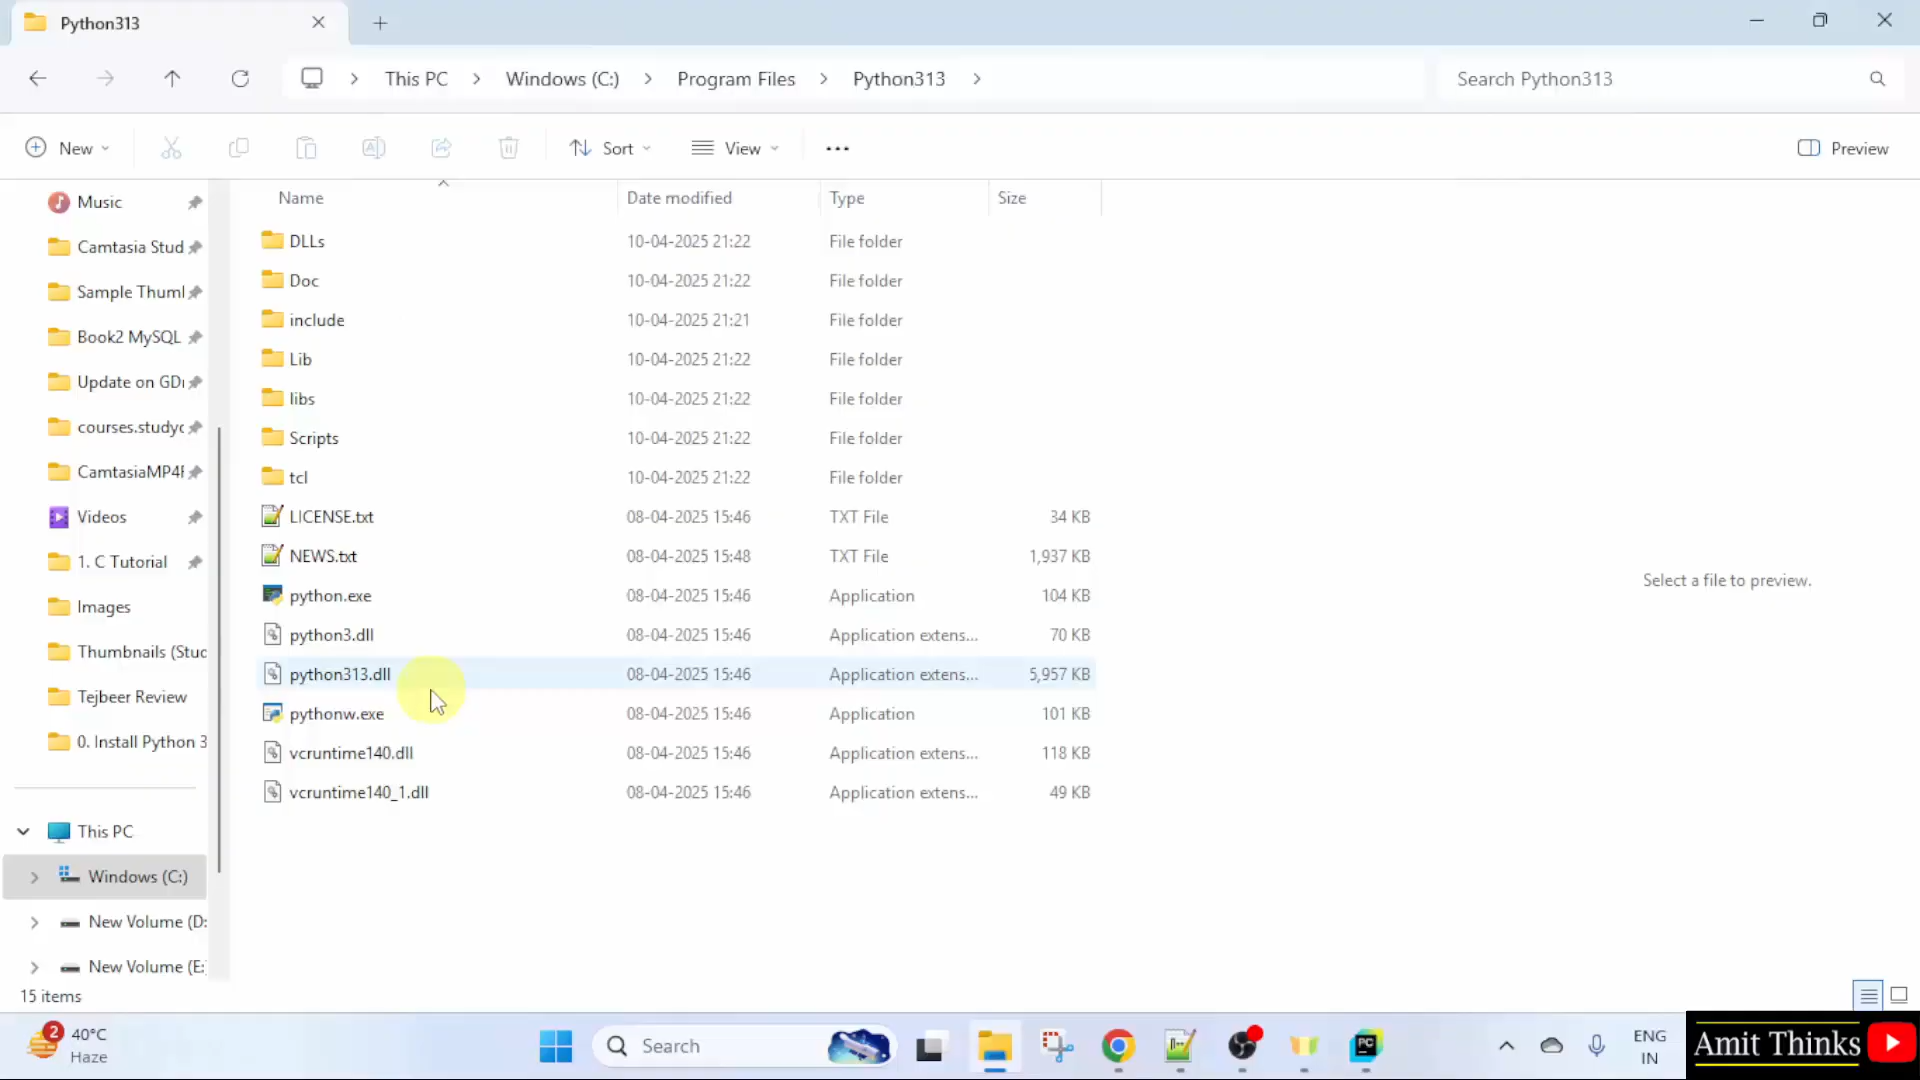 Python313
This PC
Windows (C:)
Program Files
Python313
Search Python313
New
Sort
View
Preview
Name
Date modified
Type
Size
Music
Camtasia Stud
Sample Thuml
Book2 MySQL
Update on GDr
courses.studyc
CamtasiaMP4F
Videos
1. C Tutorial
Images
Thumbnails (Stuc
Tejbeer Review
0. Install Python 3
This PC
Windows (C:)
New Volume (D:
New Volume (E:
DLLs 10-04-2025 21:22 File folder
Doc 10-04-2025 21:22 File folder
include 10-04-2025 21:21 File folder
Lib 10-04-2025 21:22 File folder
libs 10-04-2025 21:22 File folder
Scripts 10-04-2025 21:22 File folder
tcl 10-04-2025 21:22 File folder
LICENSE.txt 08-04-2025 15:46 TXT File 34 KB
NEWS.txt 08-04-2025 15:48 TXT File 1,937 KB
python.exe 08-04-2025 15:46 Application 104 KB
python3.dll 08-04-2025 15:46 Application extens... 70 KB
python313.dll 08-04-2025 15:46 Application extens... 5,957 KB
pythonw.exe 08-04-2025 15:46 Application 101 KB
vcruntime140.dll 08-04-2025 15:46 Application extens... 118 KB
vcruntime140_1.dll 08-04-2025 15:46 Application extens... 49 KB
Select a file to preview.
15 items
2
40°C
Haze
Search
PC
ENG
IN
Amit Thinks